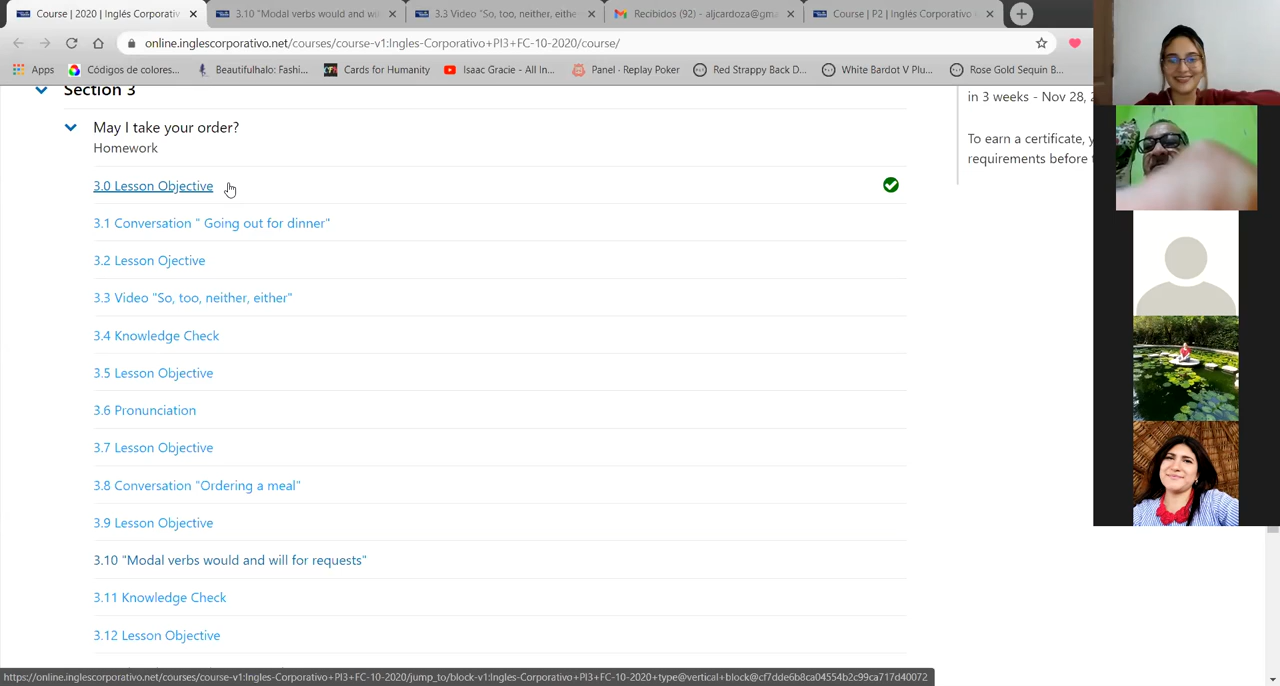 Course | 2020 | Inglés Corporativ
3.10 "Modal verbs would and wil
3.3 Video "So, too, neither, eithe
Recibidos (92) - aljcardoza@gma
Course | P2 | Inglés Corporativo
online.inglescorporativo.net/courses/course-v1:Ingles-Corporativo+PI3+FC-10-2020/course/
Apps
Códigos de colores...
Beautifulhalo: Fashi...
Cards for Humanity
Isaac Gracie - All In...
Panel · Replay Poker
Red Strappy Back D...
White Bardot V Plu...
Rose Gold Sequin B...
Section 3
in 3 weeks - Nov 28,
May I take your order?
Homework
To earn a certificate,
requirements before
3.0 Lesson Objective
3.1 Conversation " Going out for dinner"
3.2 Lesson Ojective
3.3 Video "So, too, neither, either"
3.4 Knowledge Check
3.5 Lesson Objective
3.6 Pronunciation
3.7 Lesson Objective
3.8 Conversation "Ordering a meal"
3.9 Lesson Objective
3.10 "Modal verbs would and will for requests"
3.11 Knowledge Check
3.12 Lesson Objective
https://online.inglescorporativo.net/courses/course-v1:Ingles-Corporativo+PI3+FC-10-2020/jump_to/block-v1:Ingles-Corporativo+PI3+FC-10-2020+type@vertical+block@cf7dde6b8ca04554b2c99ca717d40072